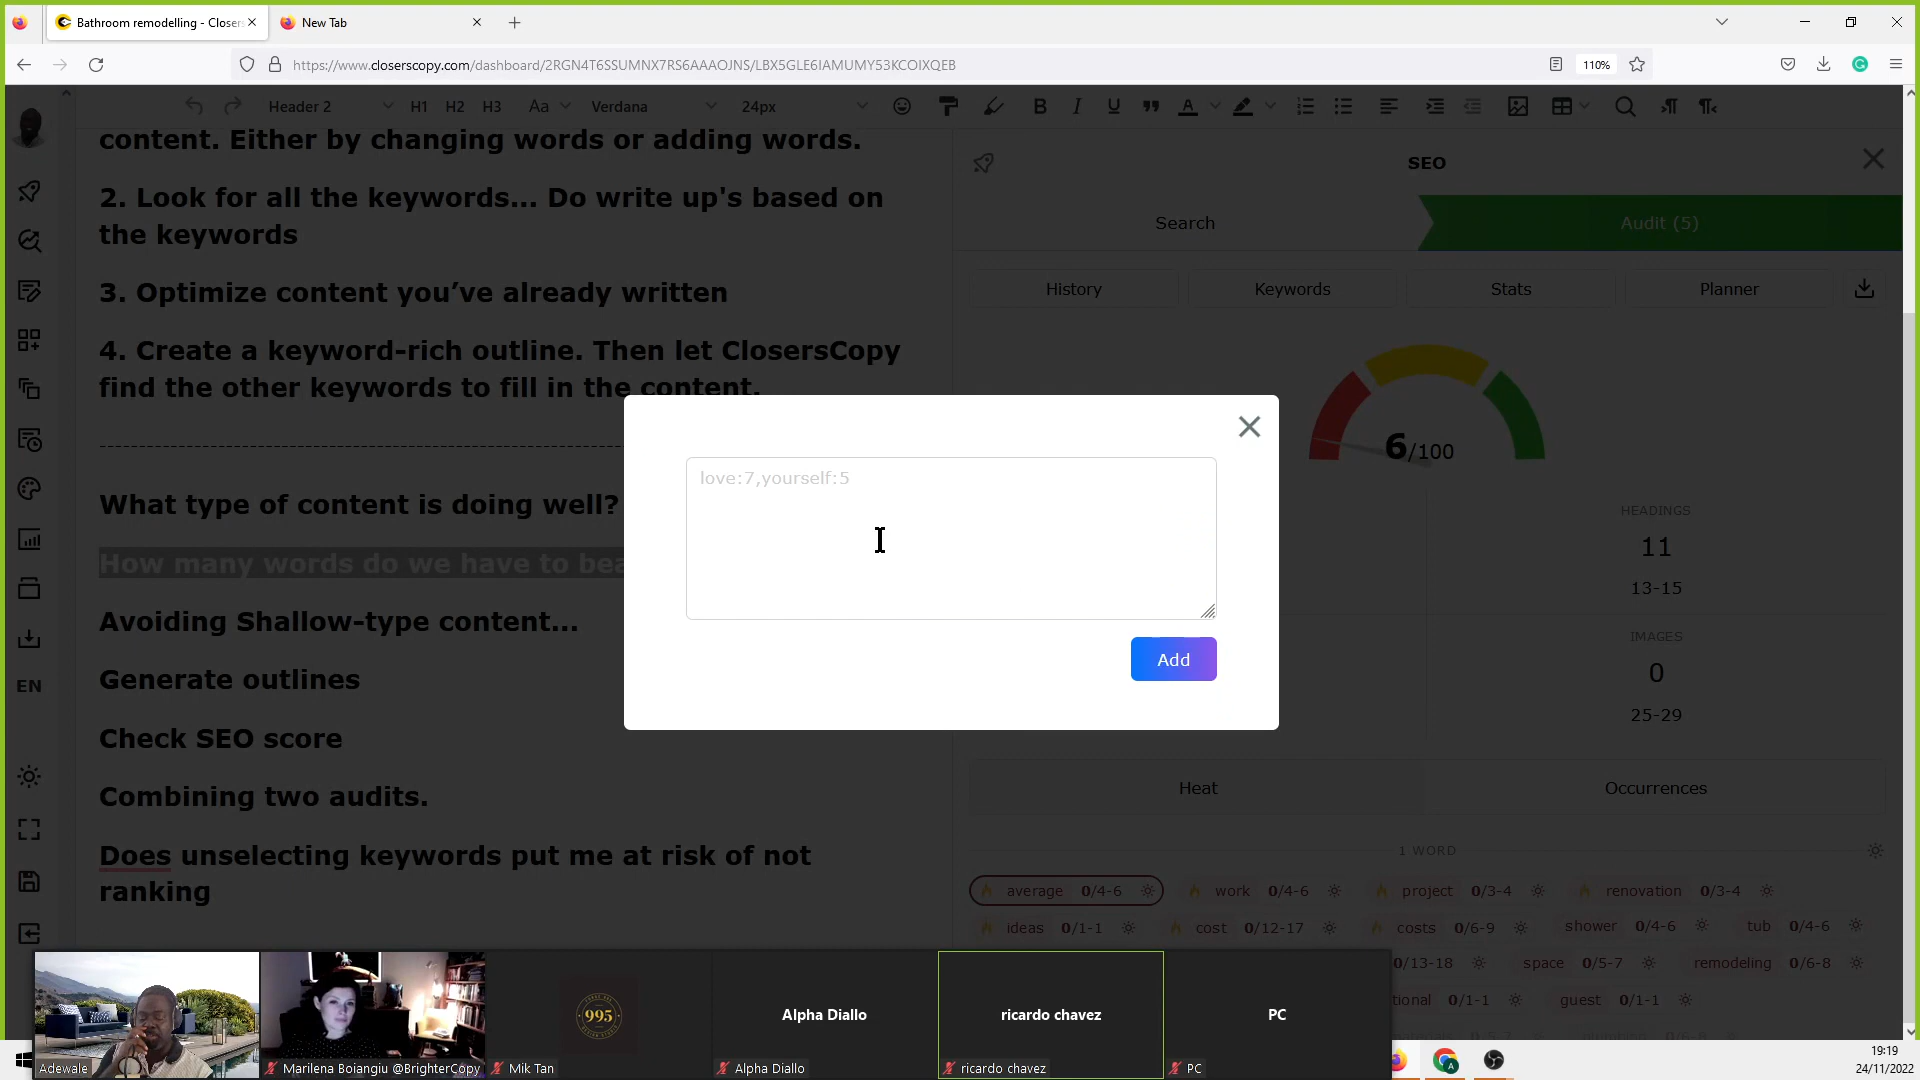 Bathroom remodelling - Closers
New Tab
https://www.closerscopy.com/dashboard/2RGN4T6SSUMNX7RS6AAAOJNS/LBX5GLE6IAMUMY53KCOIXQEB
110%
Header 2
H1 H2 H3 Aa Verdana 24px
content. Either by changing words or adding words.
2. Look for all the keywords... Do write up's based on
the keywords
3. Optimize content you’ve already written
4. Create a keyword-rich outline. Then let ClosersCopy
find the other keywords to fill in the content.
What type of content is doing well?
How many words do we have to bea
Avoiding Shallow-type content...
Generate outlines
Check SEO score
Combining two audits.
Does unselecting keywords put me at risk of not
ranking
EN
love:7,yourself:5
Add
SEO
Search
Audit (5)
History
Keywords
Stats
Planner
6/100
HEADINGS
11
13-15
IMAGES
0
25-29
Heat
Occurrences
1 WORD
average 0/4-6 work 0/4-6 project 0/3-4 renovation 0/3-4
ideas 0/1-1 cost 0/12-17 costs 0/6-9 shower 0/4-6 tub 0/4-6
0/13-18 space 0/5-7 remodeling 0/6-8
tional 0/1-1 guest 0/1-1
Adewale
Marilena Boiangiu @BrighterCopy
995
Mik Tan
Alpha Diallo
Alpha Diallo
ricardo chavez
ricardo chavez
PC
PC
19:19
24/11/2022